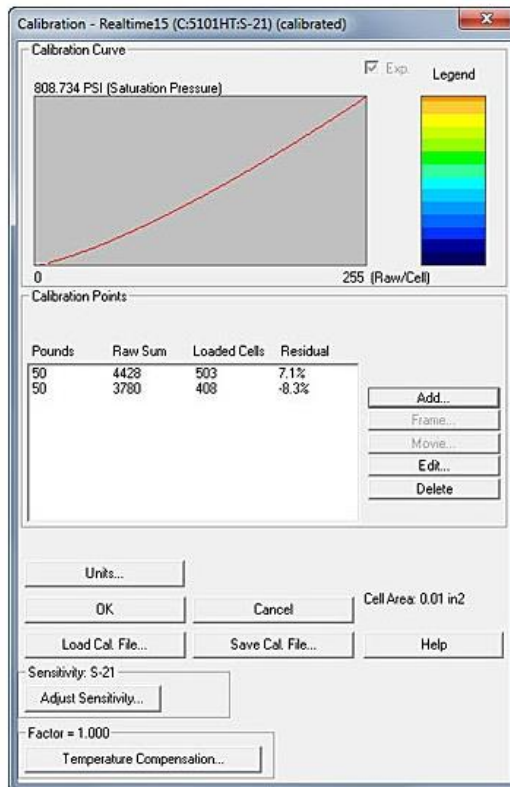 Calibration - Realtime15 (C:5101HT:S-21) (calibrated)
Calibration Curve
Exp.
Legend
808.734 PSI (Saturation Pressure)
0
255 (Raw/Cell)
Calibration Points
Pounds Raw Sum Loaded Cells Residual
50 4428 503 7.1%
50 3780 408 -8.3%
Add...
Frame...
Movie...
Edit...
Delete
Units...
OK
Cancel
Cell Area: 0.01 in2
Load Cal. File...
Save Cal. File...
Help
Sensitivity: S-21
Adjust Sensitivity...
Factor = 1.000
Temperature Compensation...